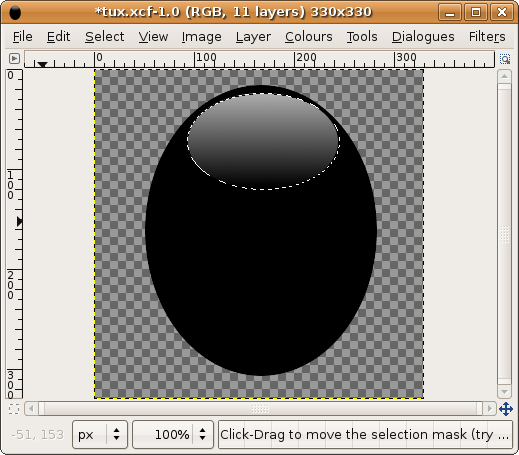 *tux.xcf-1.0 (RGB, 11 layers) 330x330
File Edit Select View Image Layer Colours Tools Dialogues Filters
0 100 200 300
0
100
200
300
-51, 153 px 100% Click-Drag to move the selection mask (try ...